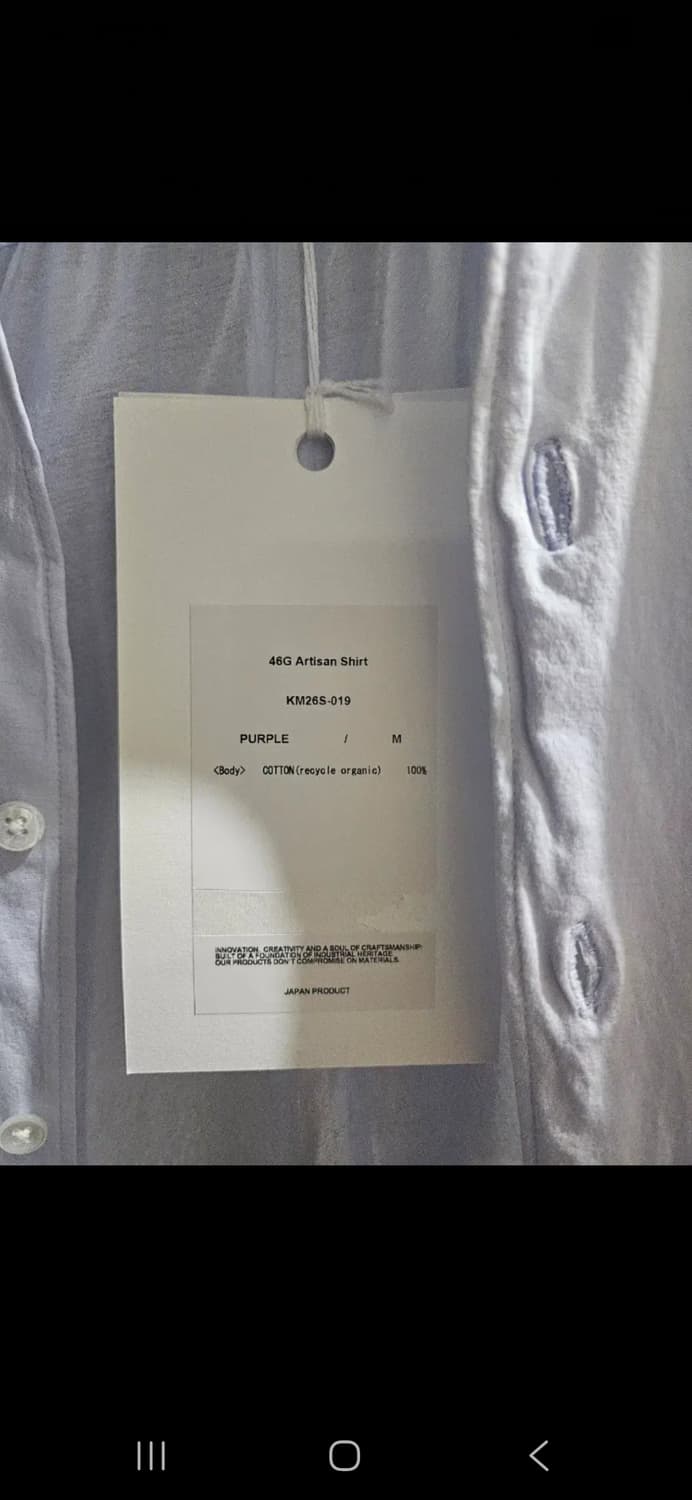 46G Artisan Shirt
KM26S-019
PURPLE / M
<Body> COTTON(recycle organic) 100%
INNOVATION, CREATIVITY AND A SOUL OF CRAFTSMANSHIP.
BUILT OF A FOUNDATION OF INDUSTRIAL HERITAGE.
OUR PRODUCTS DON'T COMPROMISE ON MATERIALS.
JAPAN PRODUCT